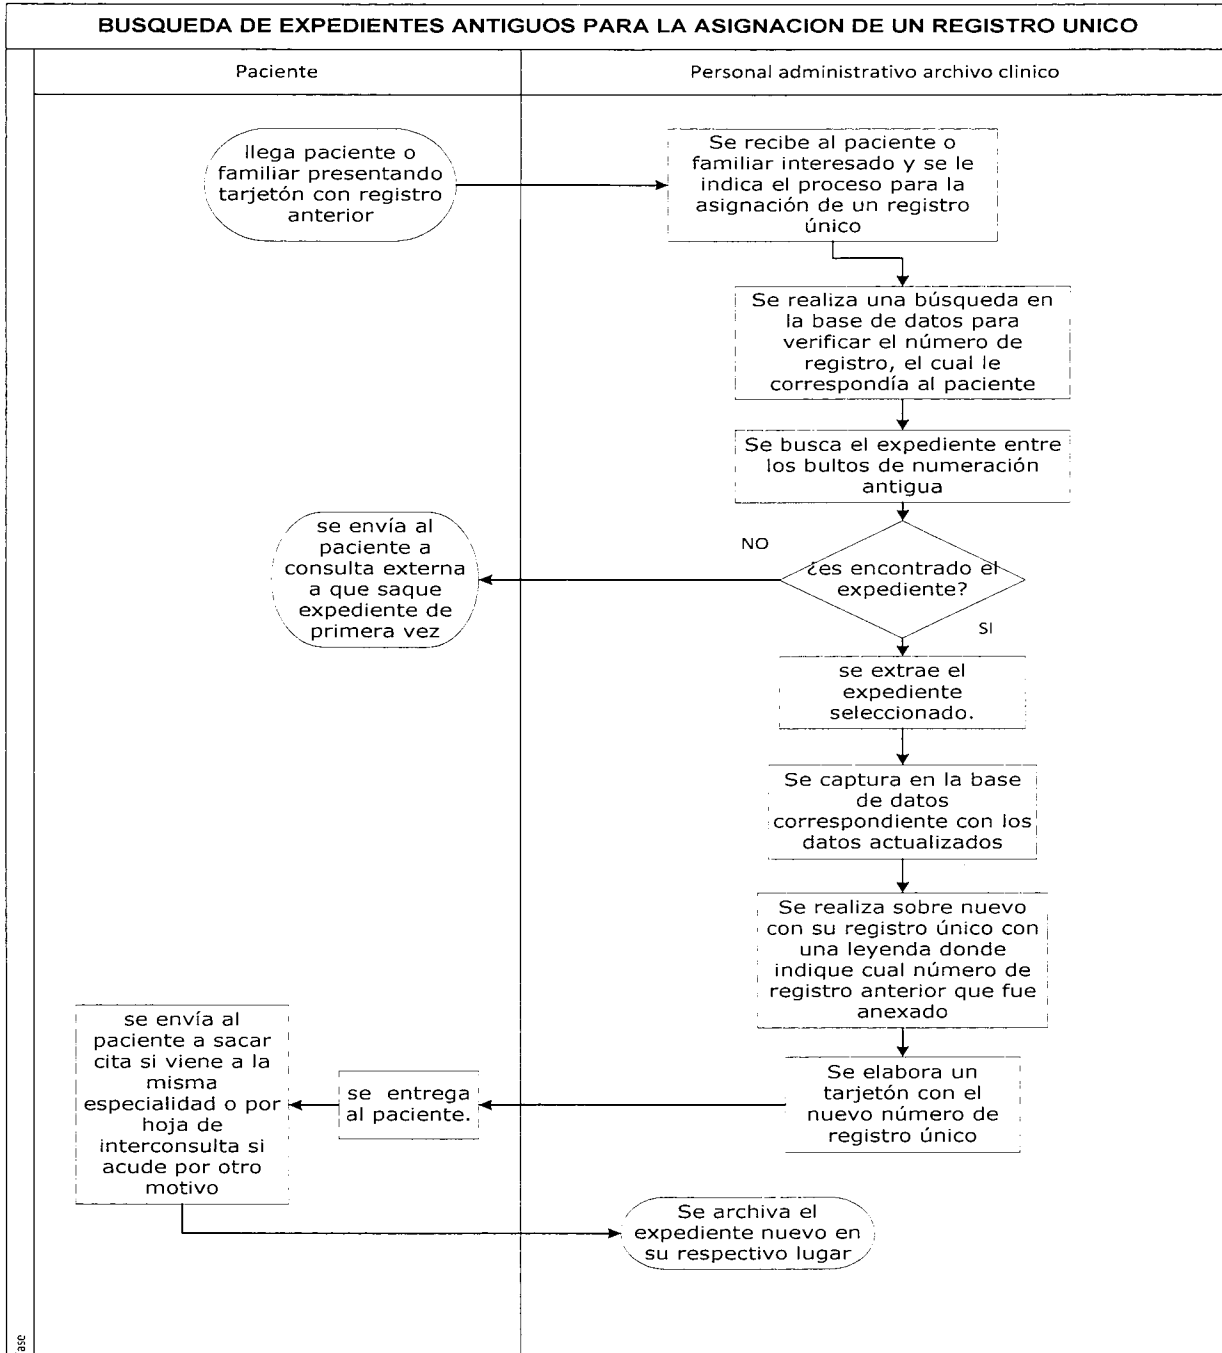 BUSQUEDA DE EXPEDIENTES ANTIGUOS PARA LA ASIGNACION DE UN REGISTRO UNICO
Paciente
Personal administrativo archivo clinico
llega paciente o
familiar presentando
tarjetón con registro
anterior
Se recibe al paciente o
familiar interesado y se le
indica el proceso para la
asignación de un registro
único
Se realiza una búsqueda en
la base de datos para
verificar el número de
registro, el cual le
correspondía al paciente
Se busca el expediente entre
los bultos de numeración
antigua
¿es encontrado el
expediente?
NO
se envía al
paciente a
consulta externa
a que saque
expediente de
primera vez
SI
se extrae el
expediente
seleccionado.
Se captura en la base
de datos
correspondiente con los
datos actualizados
Se realiza sobre nuevo
con su registro único con
una leyenda donde
indique cual número de
registro anterior que fue
anexado
Se elabora un
tarjetón con el
nuevo número de
registro único
se entrega
al paciente.
se envía al
paciente a sacar
cita si viene a la
misma
especialidad o por
hoja de
interconsulta si
acude por otro
motivo
Se archiva el
expediente nuevo en
su respectivo lugar